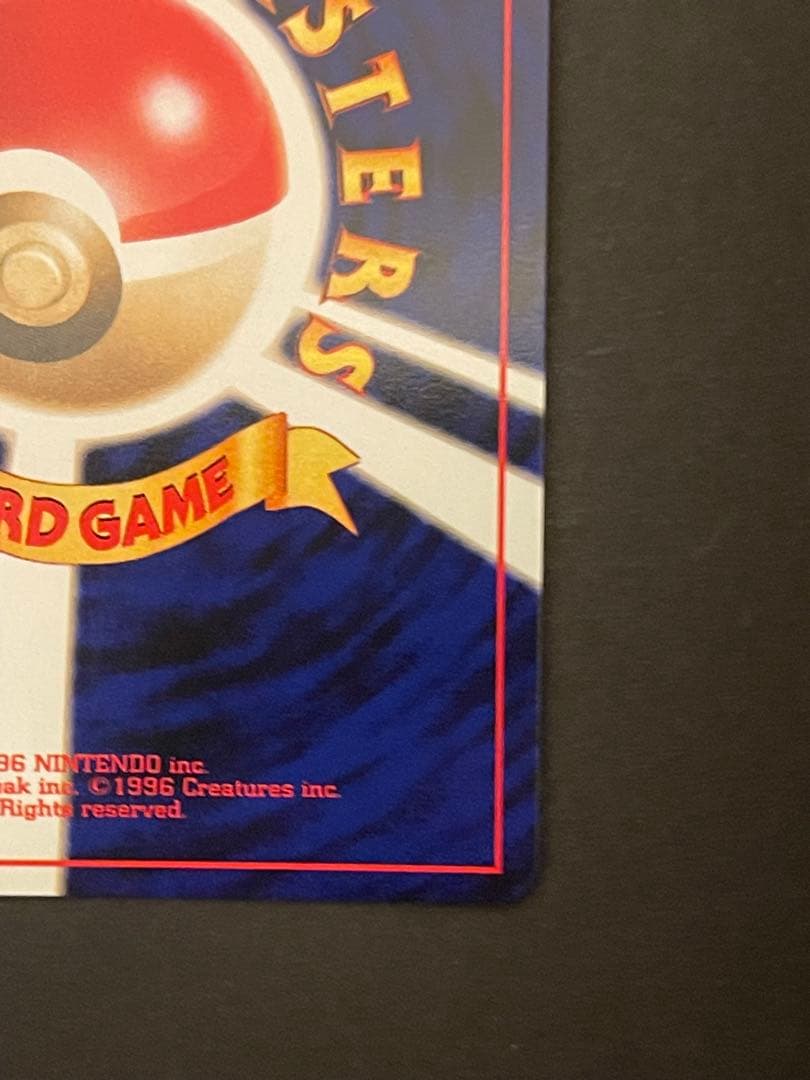 STERS
RD GAME
96 NINTENDO inc.
ak inc. ©1996 Creatures inc.
Rights reserved.